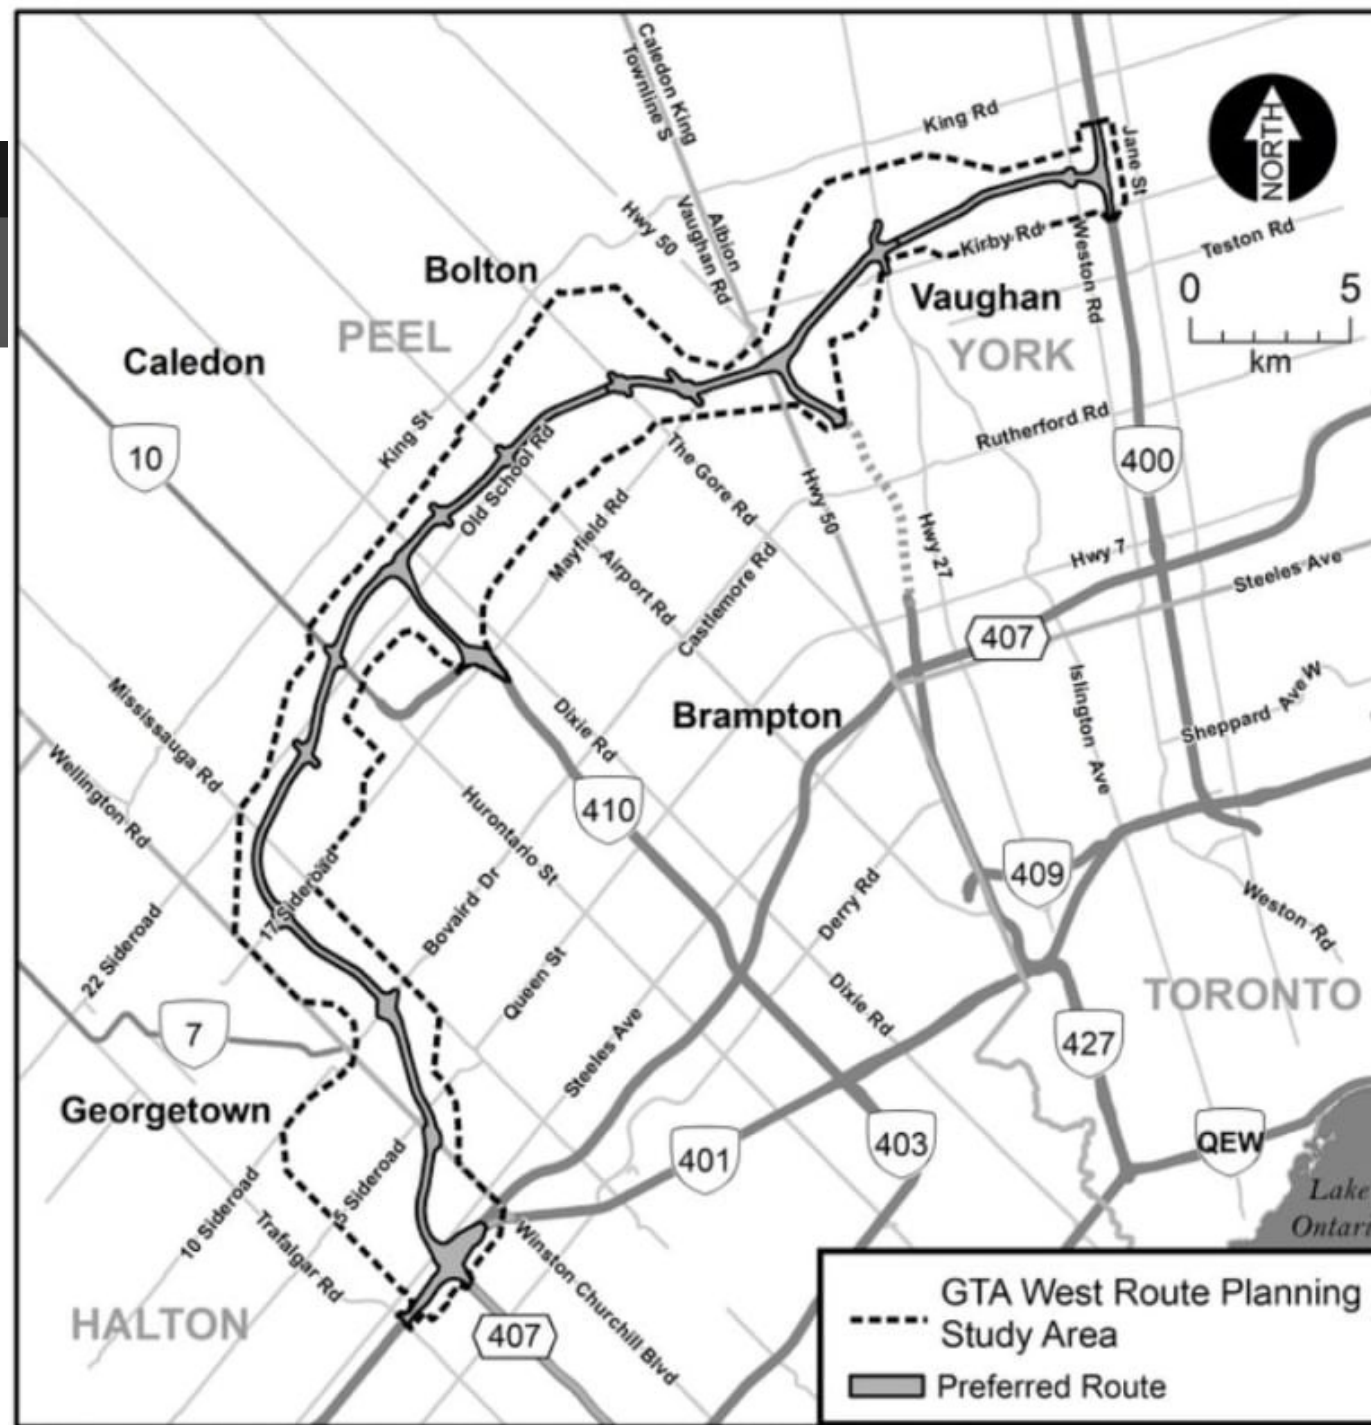 Caledon King
Townline S
King Rd
Jane St
NORTH
Hwy 50
Albion
Vaughan Rd
Kirby Rd
Teston Rd
Weston Rd
Bolton
Vaughan
0 5
km
PEEL
YORK
Caledon
King St
10
Old School Rd
The Gore Rd
Rutherford Rd
400
Mayfield Rd
Hwy 50
Hwy 27
Hwy 7
Airport Rd
Castlemore Rd
Steeles Ave
407
Mississauga Rd
Wellington Rd
Dixie Rd
Brampton
Islington Ave
Sheppard Ave W
410
Hurontario St
409
17 Sideroad
Bovaird Dr
Derry Rd
Weston Rd
22 Sideroad
Queen St
Dixie Rd
TORONTO
7
Steeles Ave
427
Georgetown
401
403
QEW
10 Sideroad
5 Sideroad
Trafalgar Rd
Lake
Ontari
Winston Churchill Blvd
HALTON
407
GTA West Route Planning
Study Area
Preferred Route